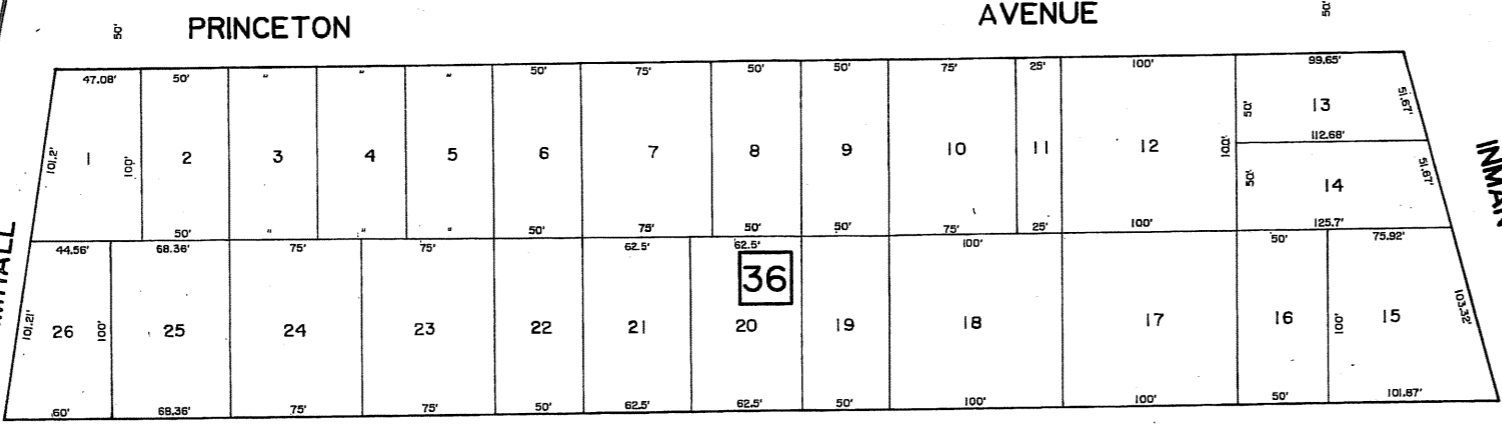 50' PRINCETON AVENUE 50'
47.08' 50' " " " 50' 75' 50' 50' 75' 25' 100' 99.65'
101.2' 1 100' 2 3 4 5 6 7 8 9 10 11 12 100' 50' 13 51.67'
112.68'
50' 14 51.67'
INMAN
50' " " " 50' 75' 50' 50' 75' 25' 100' 125.7'
44.56' 68.36' 75' 75' 62.5' 62.5' 100' 50' 75.92'
36
101.21' 26 100' 25 24 23 22 21 20 19 18 17 16 100' 15 103.32'
60' 68.36' 75' 75' 50' 62.5' 62.5' 50' 100' 100' 50' 101.87'